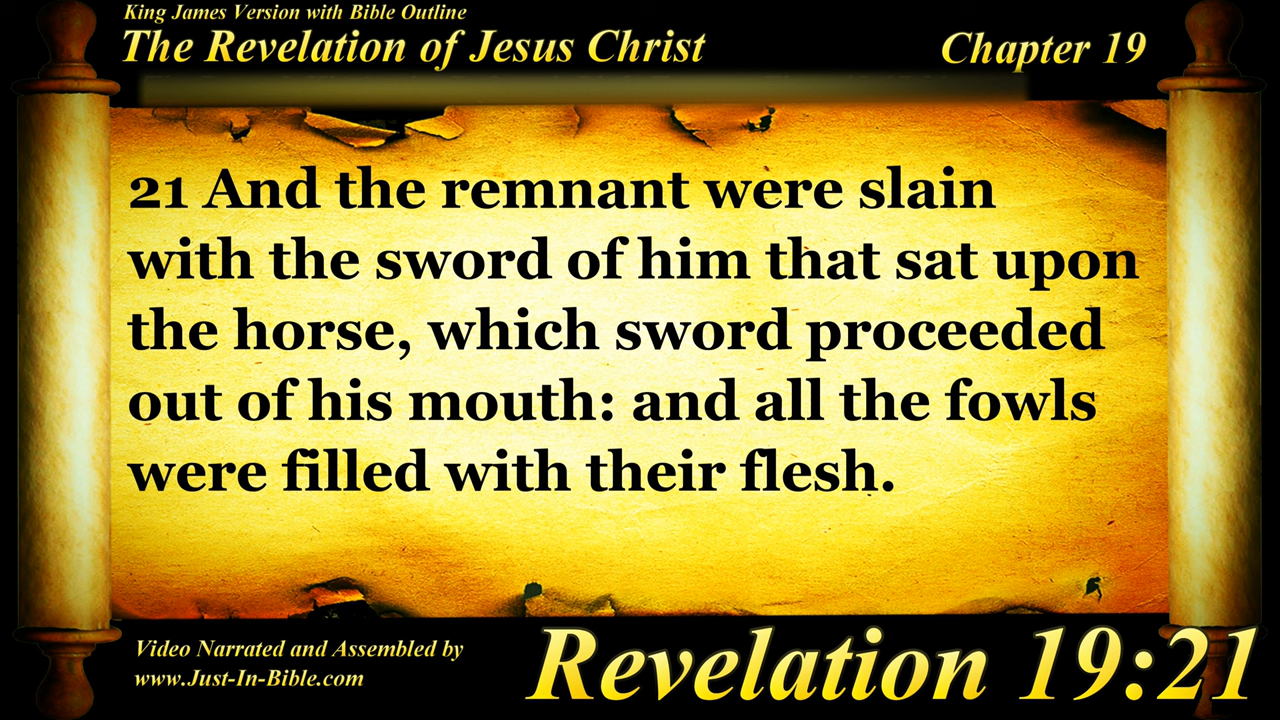 King James Version with Bible Outline
The Revelation of Jesus Christ
Chapter 19
21 And the remnant were slain
with the sword of him that sat upon
the horse, which sword proceeded
out of his mouth: and all the fowls
were filled with their flesh.
Video Narrated and Assembled by
www.Just-In-Bible.com
Revelation 19:21